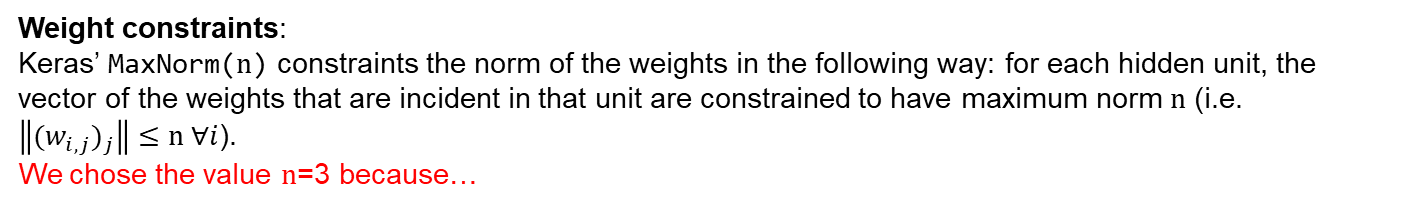 Weight constraints:
Keras’ MaxNorm(n) constraints the norm of the weights in the following way: for each hidden unit, the
vector of the weights that are incident in that unit are constrained to have maximum norm n (i.e.
‖(w_{i,j})_j‖ ≤ n ∀i).
We chose the value n=3 because…